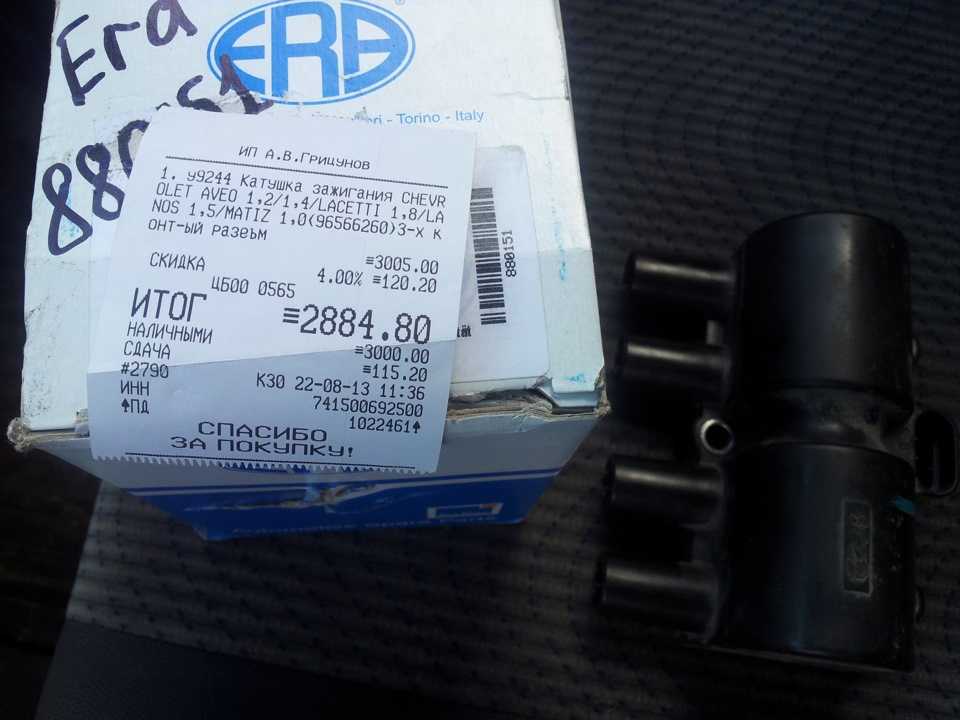 Era
ERA
®
- Torino - Italy
880151
ИП А.В.Грицунов
1. y9244 Катушка зажигания CHEVR
OLET AVEO 1,2/1,4/LACETTI 1,8/LA
NOS 1,5/MATIZ 1,0(96566260)3-х к
онт-ый разеъм
≡3005.00
СКИДКА 4.00% ≡120.20
ЦБ00 0565
ИТОГ ≡2884.80
НАЛИЧНЫМИ ≡3000.00
СДАЧА ≡115.20
#2790 К30 22-08-13 11:36
ИНН 741500692500
↑ПД 1022461↑
СПАСИБО
ЗА ПОКУПКУ!
880151